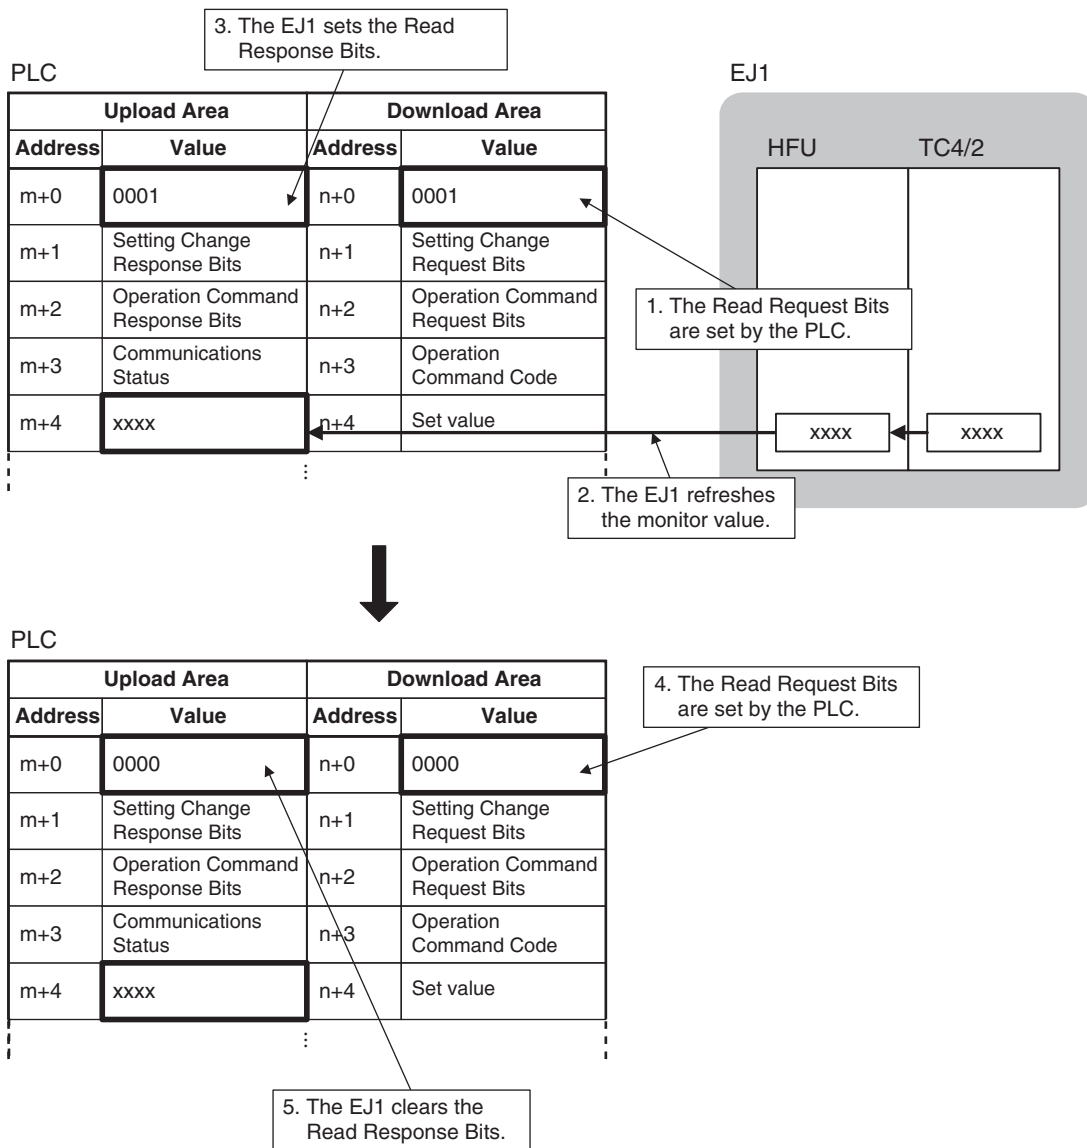 3. The EJ1 sets the Read
Response Bits.
PLC
EJ1
Upload Area Download Area
Address Value Address Value
HFU TC4/2
m+0 0001 n+0 0001
m+1 Setting Change n+1 Setting Change
Response Bits Request Bits
m+2 Operation Command n+2 Operation Command
Response Bits Request Bits
1. The Read Request Bits
are set by the PLC.
m+3 Communications n+3 Operation
Status Command Code
m+4 xxxx n+4 Set value
xxxx xxxx
2. The EJ1 refreshes
the monitor value.
PLC
Upload Area Download Area
4. The Read Request Bits
are set by the PLC.
Address Value Address Value
m+0 0000 n+0 0000
m+1 Setting Change n+1 Setting Change
Response Bits Request Bits
m+2 Operation Command n+2 Operation Command
Response Bits Request Bits
m+3 Communications n+3 Operation
Status Command Code
m+4 xxxx n+4 Set value
5. The EJ1 clears the
Read Response Bits.